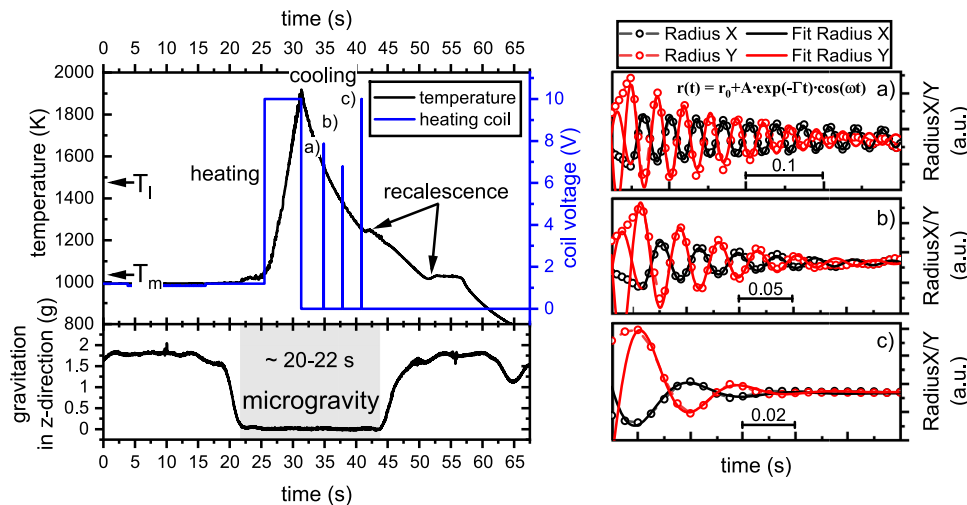 time (s)
0 5 10 15 20 25 30 35 40 45 50 55 60 65
2000
1800
1600
1400
1200
1000
800
temperature (K)
T_l
T_m
heating
cooling
c)
b)
a)
temperature
heating coil
recalescence
10
8
6
4
2
0
coil voltage (V)
gravitation
in z-direction (g)
2
1.5
1
0.5
0
~ 20-22 s
microgravity
0 5 10 15 20 25 30 35 40 45 50 55 60 65
time (s)
Radius X Fit Radius X
Radius Y Fit Radius Y
r(t) = r₀+A·exp(-Γt)·cos(ωt) a)
0.1
RadiusX/Y
(a.u.)
b)
0.05
RadiusX/Y
(a.u.)
c)
0.02
RadiusX/Y
(a.u.)
time (s)